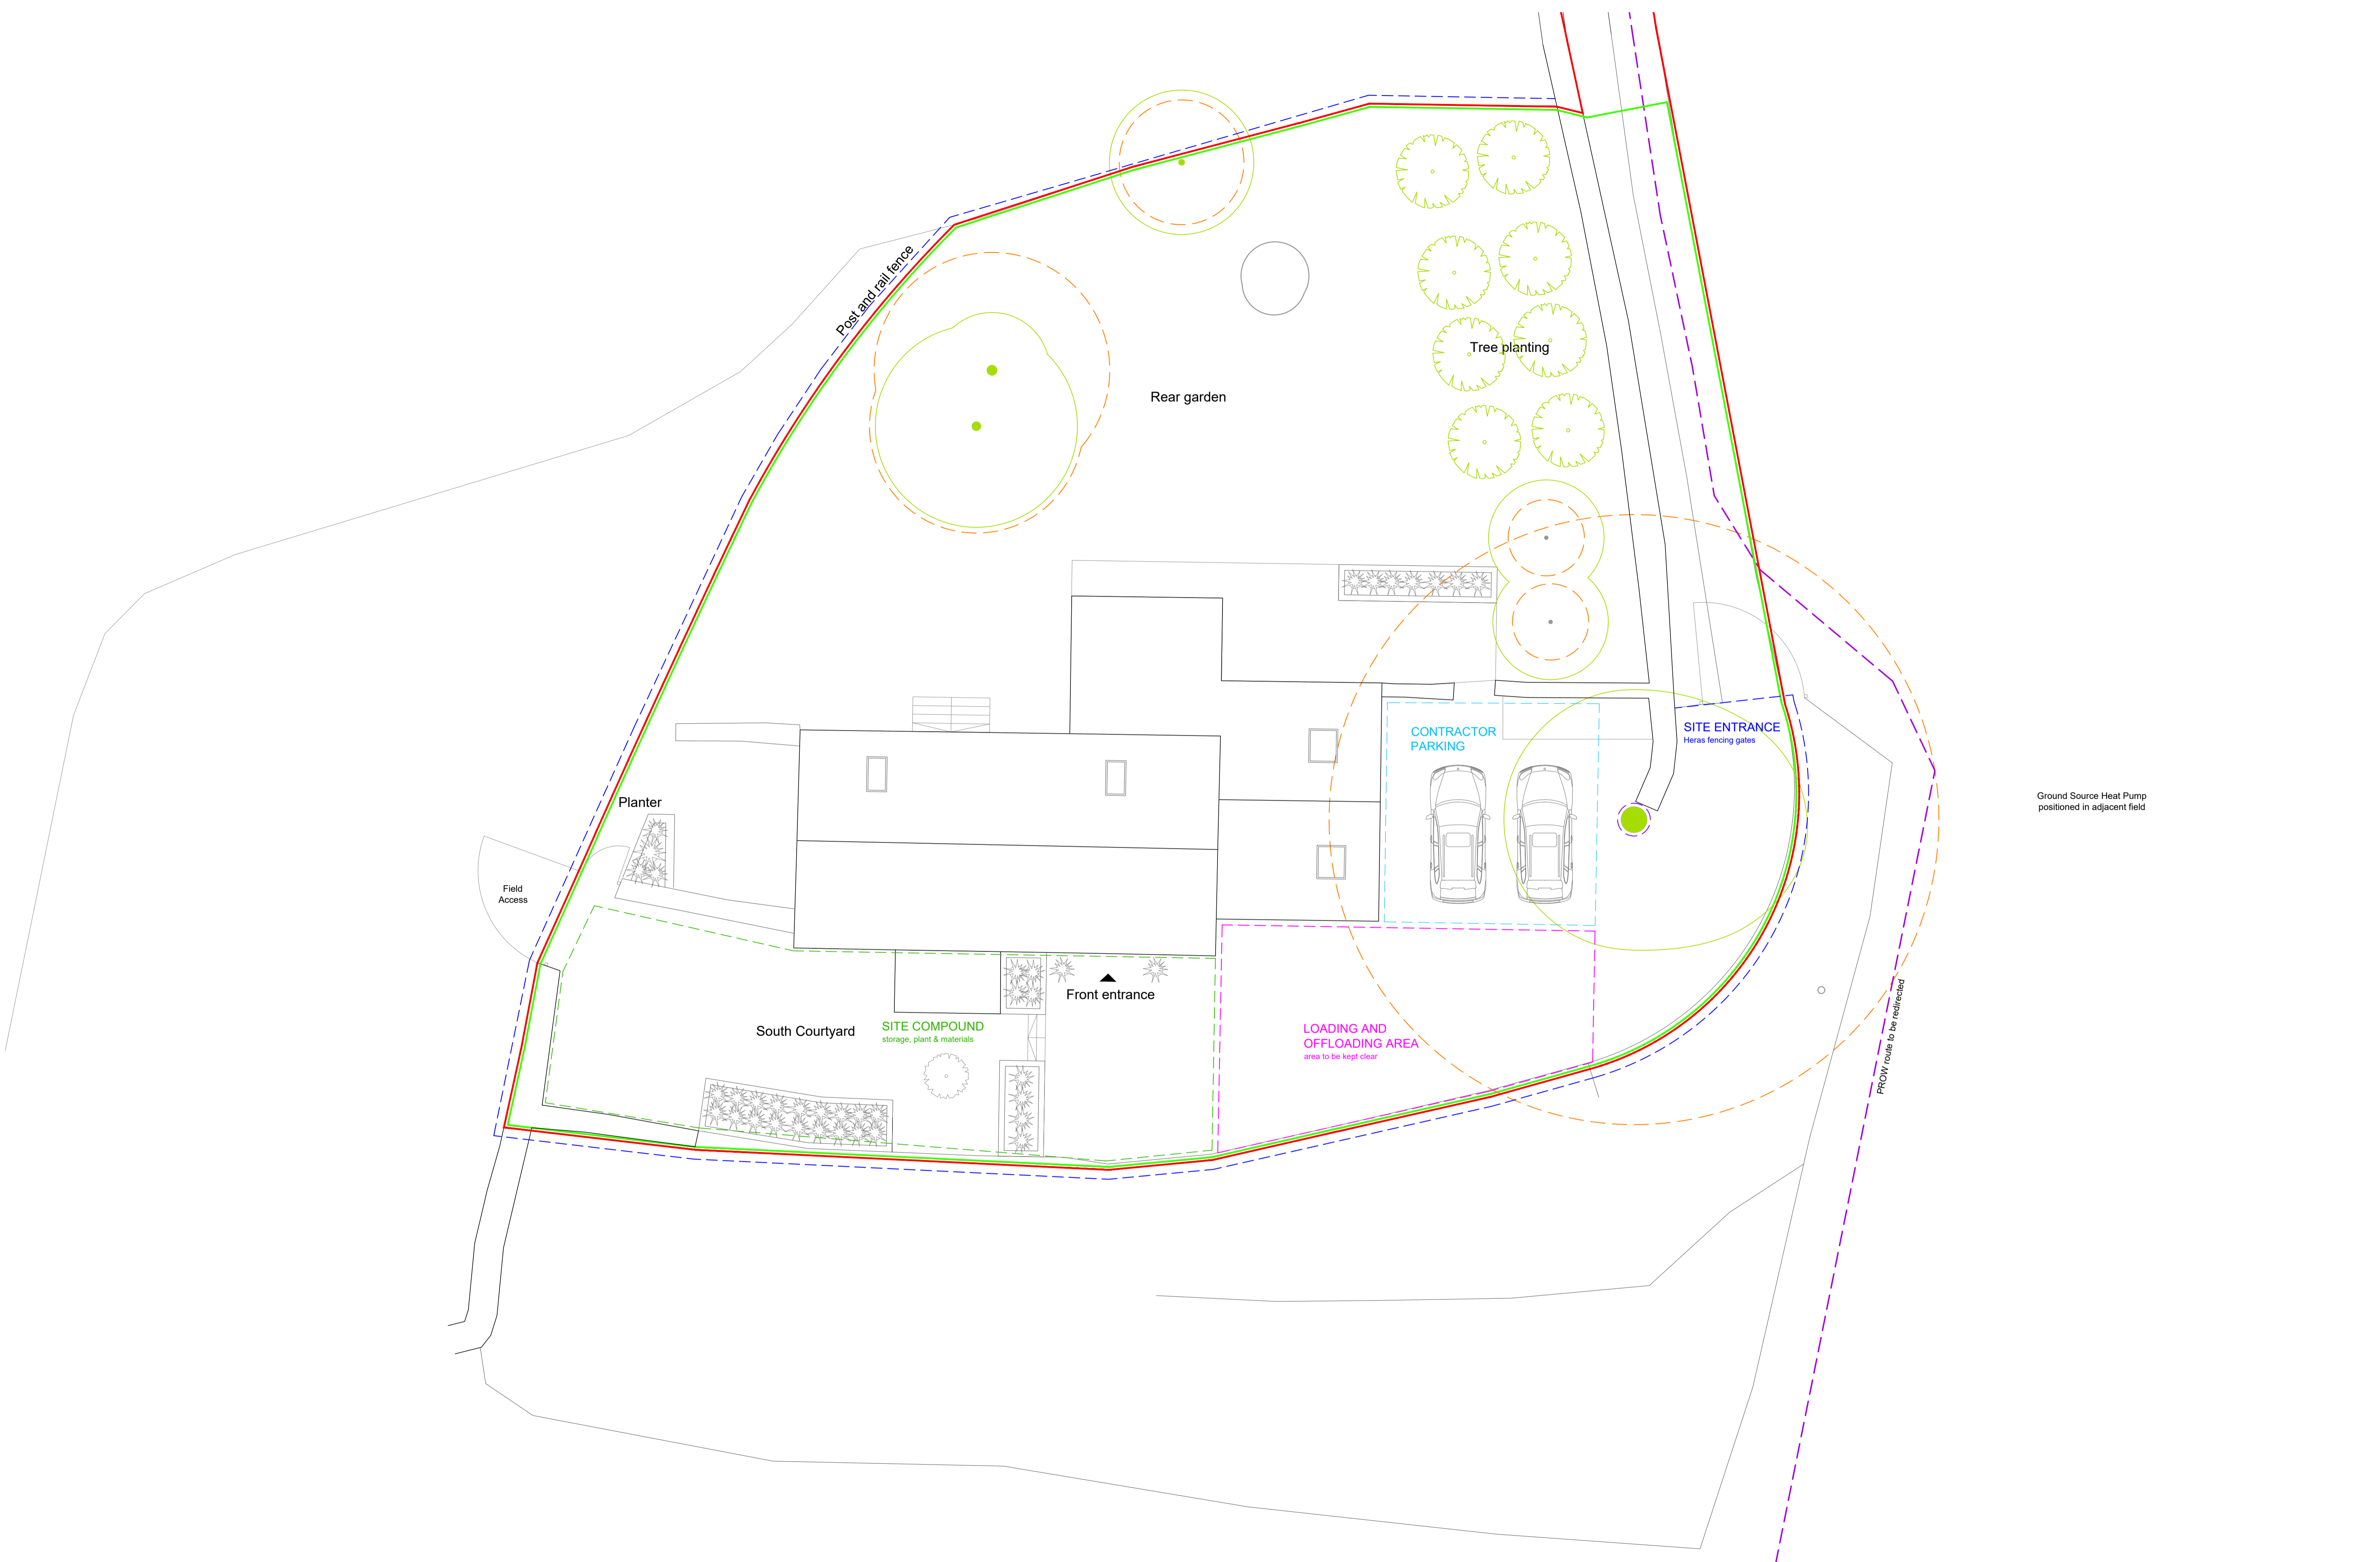 Post and rail fence
Tree planting
Rear garden
SITE ENTRANCE
Heras fencing gates
CONTRACTOR
PARKING
Ground Source Heat Pump
positioned in adjacent field
Planter
Field
Access
Front entrance
South Courtyard
SITE COMPOUND
storage, plant & materials
LOADING AND
OFFLOADING AREA
area to be kept clear
PROW route to be redirected